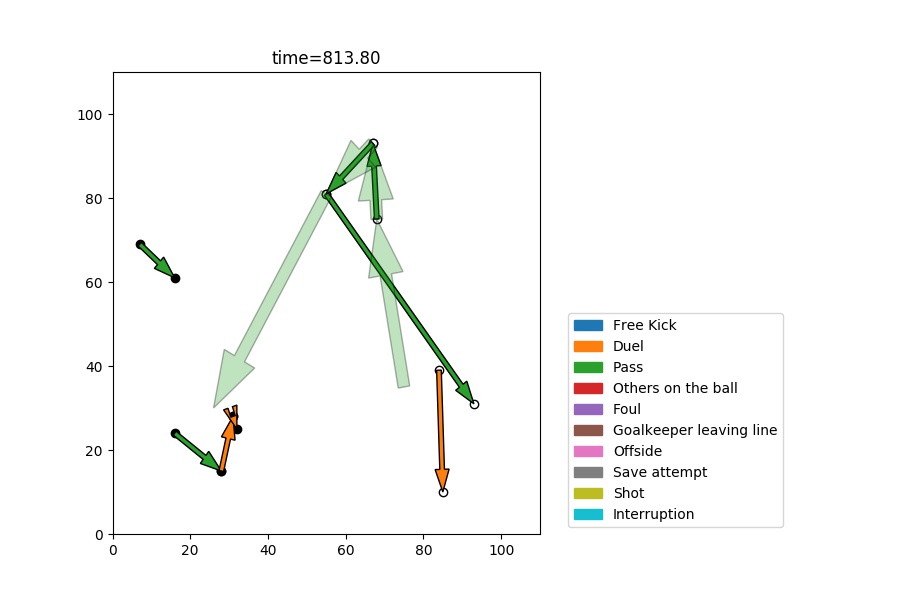 time=813.80
100
80
60
40
20
0
0 20 40 60 80 100
Free Kick
Duel
Pass
Others on the ball
Foul
Goalkeeper leaving line
Offside
Save attempt
Shot
Interruption